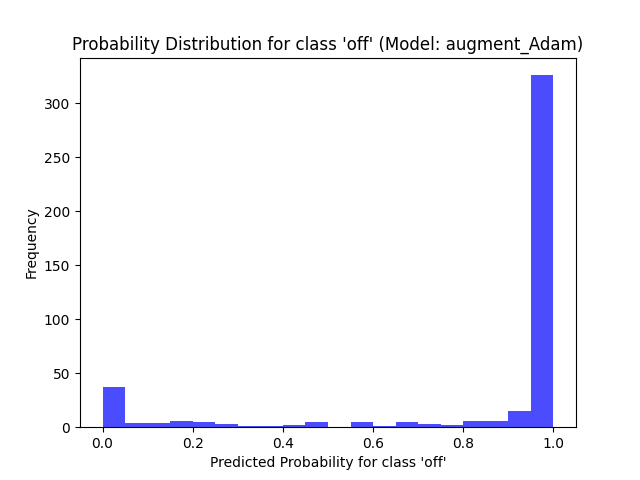 Probability Distribution for class 'off' (Model: augment_Adam)
300
250
200
150
100
50
0
Frequency
0.0 0.2 0.4 0.6 0.8 1.0
Predicted Probability for class 'off'